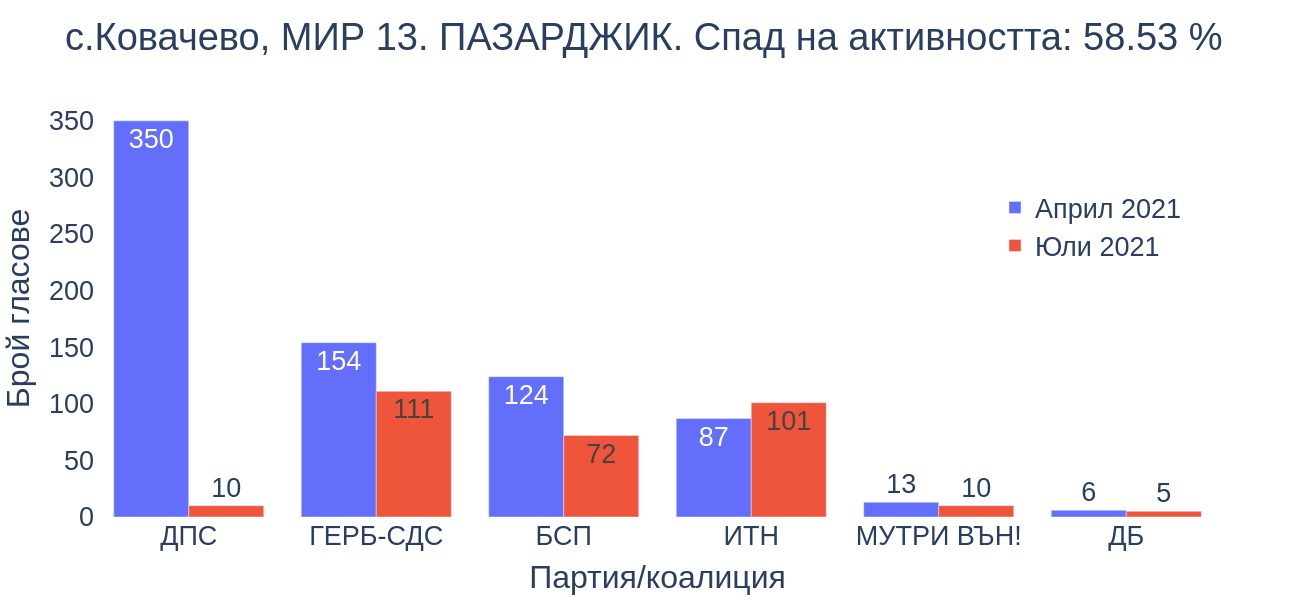 с.Ковачево, МИР 13. ПАЗАРДЖИК. Спад на активността: 58.53 %
350
300
250
200
150
100
50
0
Брой гласове
350
10
154
111
124
72
87
101
13
10
6
5
Април 2021
Юли 2021
ДПС
ГЕРБ-СДС
БСП
ИТН
МУТРИ ВЪН!
ДБ
Партия/коалиция